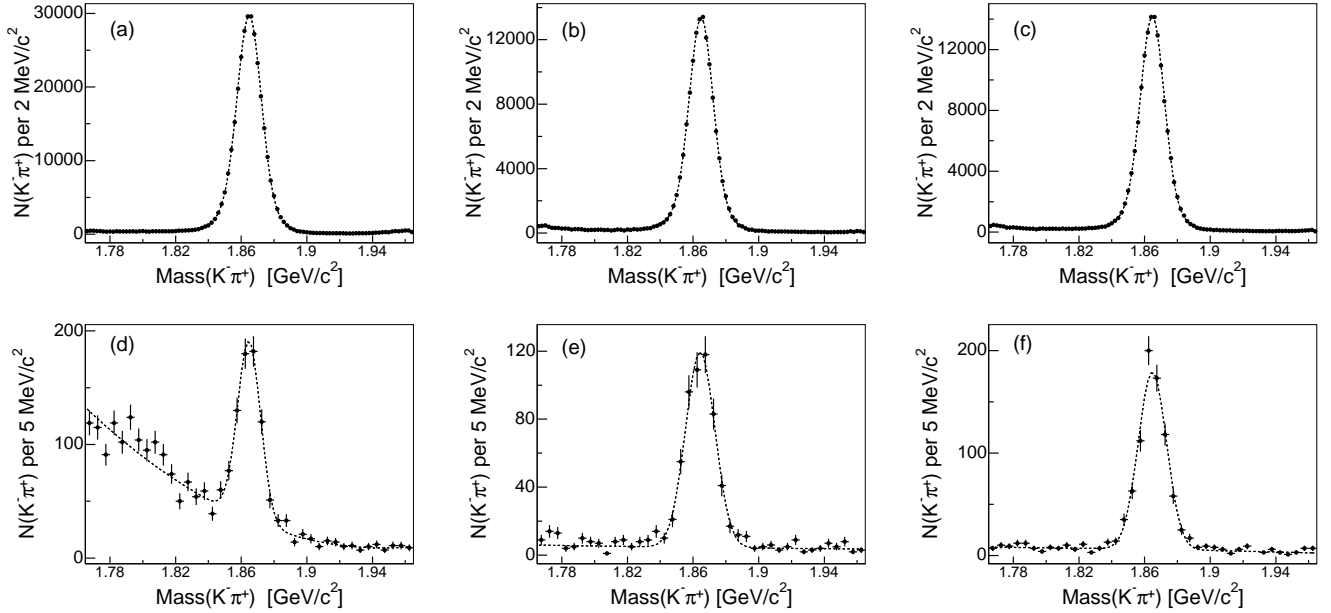 (a)
N(K⁻π⁺) per 2 MeV/c²
30000
20000
10000
0
1.78 1.82 1.86 1.9 1.94
Mass(K⁻π⁺) [GeV/c²]
(b)
N(K⁻π⁺) per 2 MeV/c²
12000
8000
4000
0
1.78 1.82 1.86 1.9 1.94
Mass(K⁻π⁺) [GeV/c²]
(c)
N(K⁻π⁺) per 2 MeV/c²
12000
8000
4000
0
1.78 1.82 1.86 1.9 1.94
Mass(K⁻π⁺) [GeV/c²]
(d)
N(K⁻π⁺) per 5 MeV/c²
200
100
0
1.78 1.82 1.86 1.9 1.94
Mass(K⁻π⁺) [GeV/c²]
(e)
N(K⁻π⁺) per 5 MeV/c²
120
80
40
0
1.78 1.82 1.86 1.9 1.94
Mass(K⁻π⁺) [GeV/c²]
(f)
N(K⁻π⁺) per 5 MeV/c²
200
100
0
1.78 1.82 1.86 1.9 1.94
Mass(K⁻π⁺) [GeV/c²]